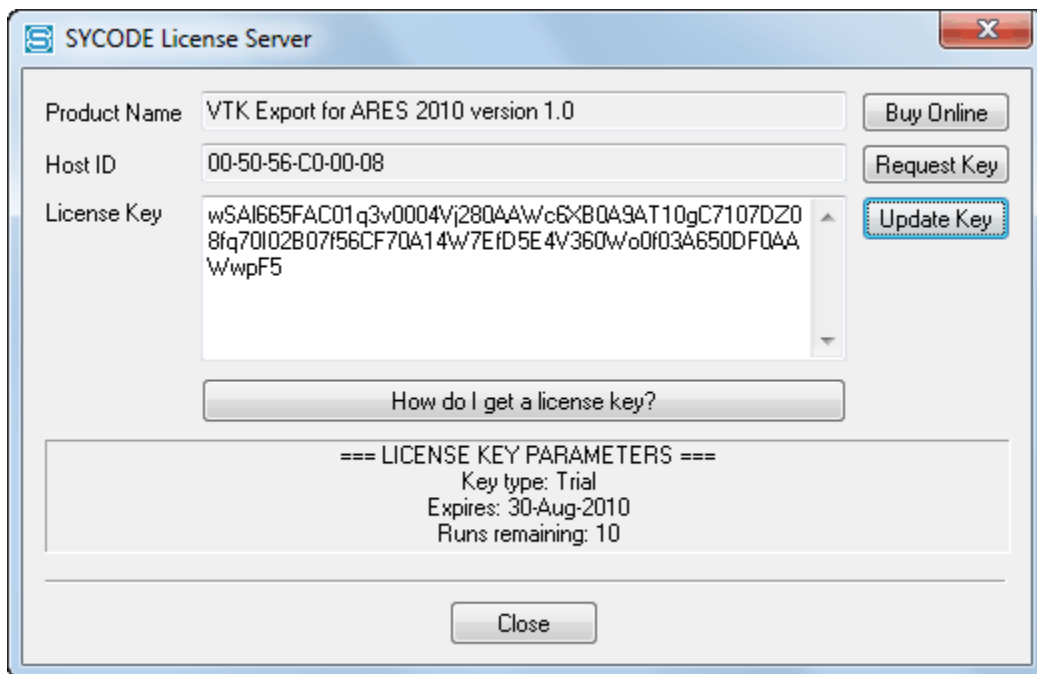 SYCODE License Server
Product Name VTK Export for ARES 2010 version 1.0 Buy Online
Host ID 00-50-56-C0-00-08 Request Key
License Key wSAI665FAC01q3v0004Vj280AAWc6XB0A9AT10gC7107DZ0 Update Key
8fq70I02B07f56CF70A14W7EfD5E4V360Wo0f03A650DF0AA
WwpF5
How do I get a license key?
=== LICENSE KEY PARAMETERS ===
Key type: Trial
Expires: 30-Aug-2010
Runs remaining: 10
Close